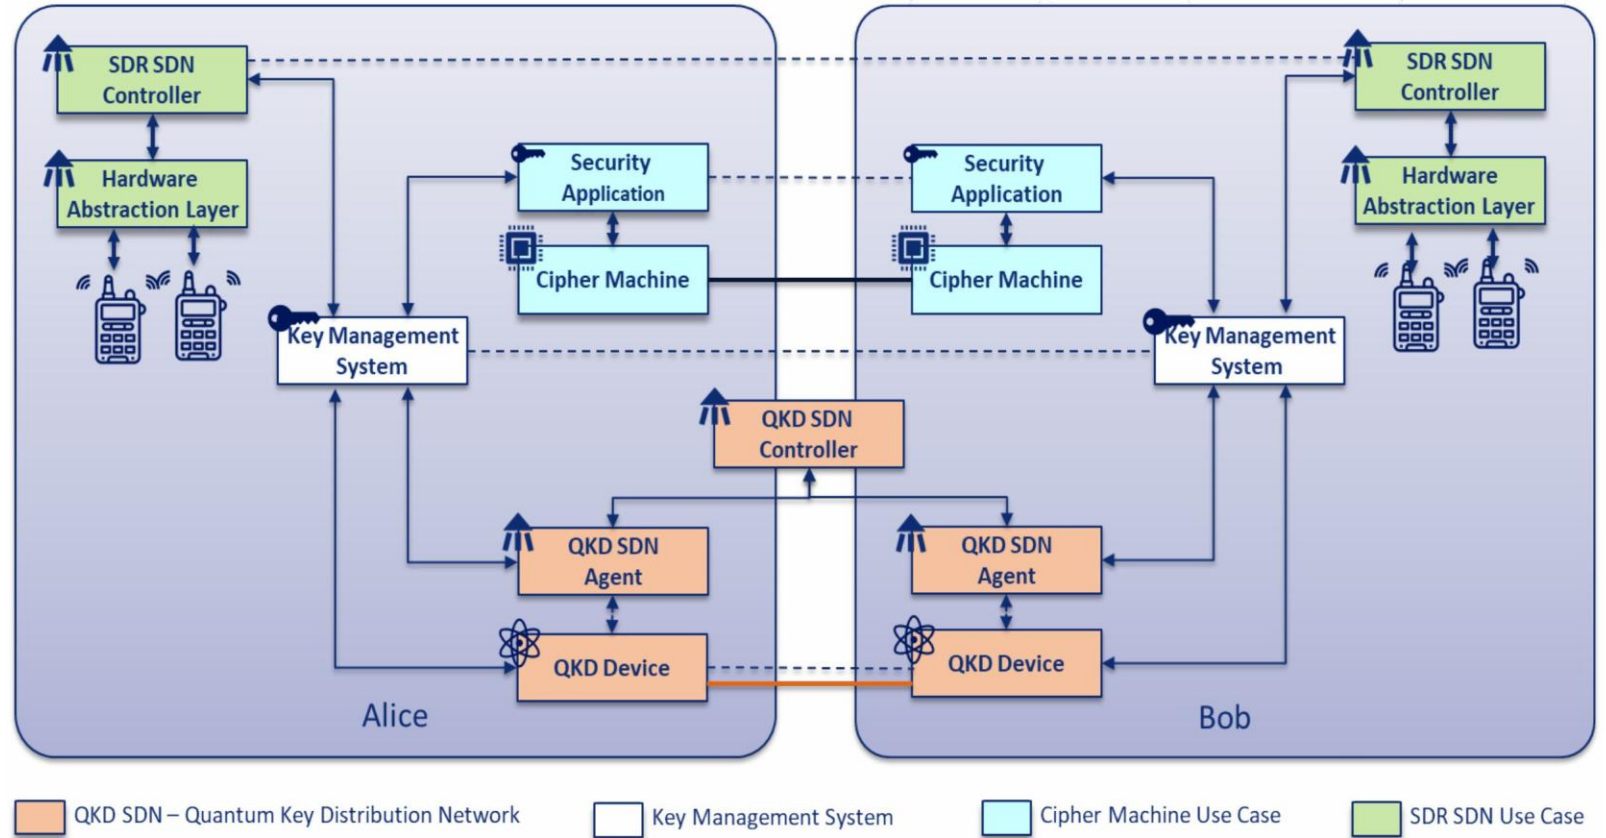 SDR SDN
Controller
Hardware
Abstraction Layer
Security
Application
Cipher Machine
Key Management
System
QKD SDN
Controller
QKD SDN
Agent
QKD Device
Alice
SDR SDN
Controller
Hardware
Abstraction Layer
Security
Application
Cipher Machine
Key Management
System
QKD SDN
Agent
QKD Device
Bob
QKD SDN – Quantum Key Distribution Network
Key Management System
Cipher Machine Use Case
SDR SDN Use Case